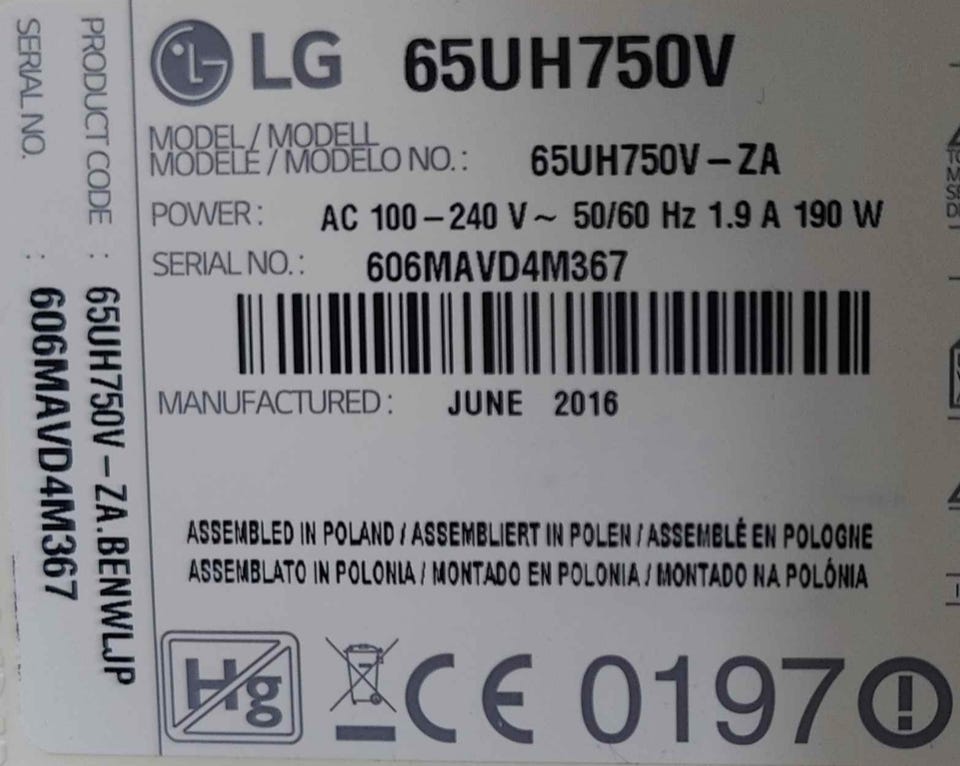 LG 65UH750V
MODEL / MODELL
MODÈLE / MODELO NO.: 65UH750V-ZA
POWER: AC 100-240 V~ 50/60 Hz 1.9 A 190 W
SERIAL NO.: 606MAVD4M367
MANUFACTURED: JUNE 2016
ASSEMBLED IN POLAND / ASSEMBLIERT IN POLEN / ASSEMBLÉ EN POLOGNE
ASSEMBLATO IN POLONIA / MONTADO EN POLONIA / MONTADO NA POLÓNIA
Hg CE 0197
PRODUCT CODE : 65UH750V-ZA.BENWLJP
SERIAL NO. : 606MAVD4M367